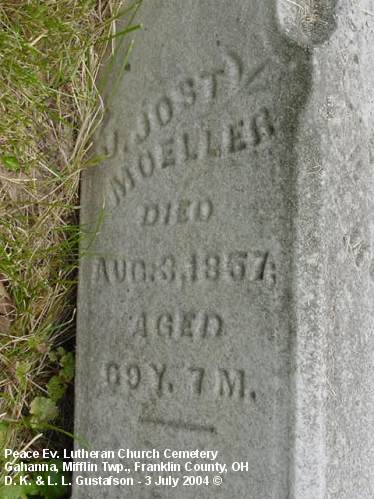 J. JOST
MOELLER
DIED
AUG. 3, 1857,
AGED
69 Y. 7 M.
Peace Ev. Lutheran Church Cemetery
Gahanna, Mifflin Twp., Franklin County, OH
D. K. & L. L. Gustafson - 3 July 2004 ©